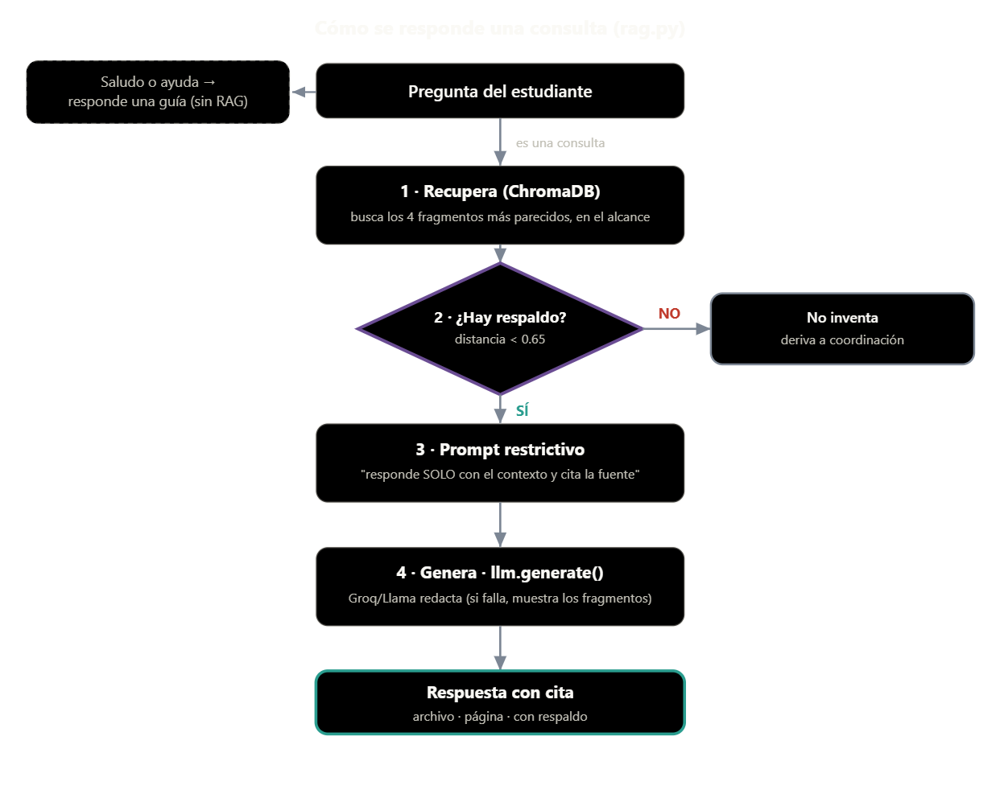 Cómo se responde una consulta (rag.py)
Saludo o ayuda →
responde una guía (sin RAG)
Pregunta del estudiante
es una consulta
1 · Recupera (ChromaDB)
busca los 4 fragmentos más parecidos, en el alcance
2 · ¿Hay respaldo?
distancia < 0.65
NO
No inventa
deriva a coordinación
SÍ
3 · Prompt restrictivo
"responde SOLO con el contexto y cita la fuente"
4 · Genera · llm.generate()
Groq/Llama redacta (si falla, muestra los fragmentos)
Respuesta con cita
archivo · página · con respaldo